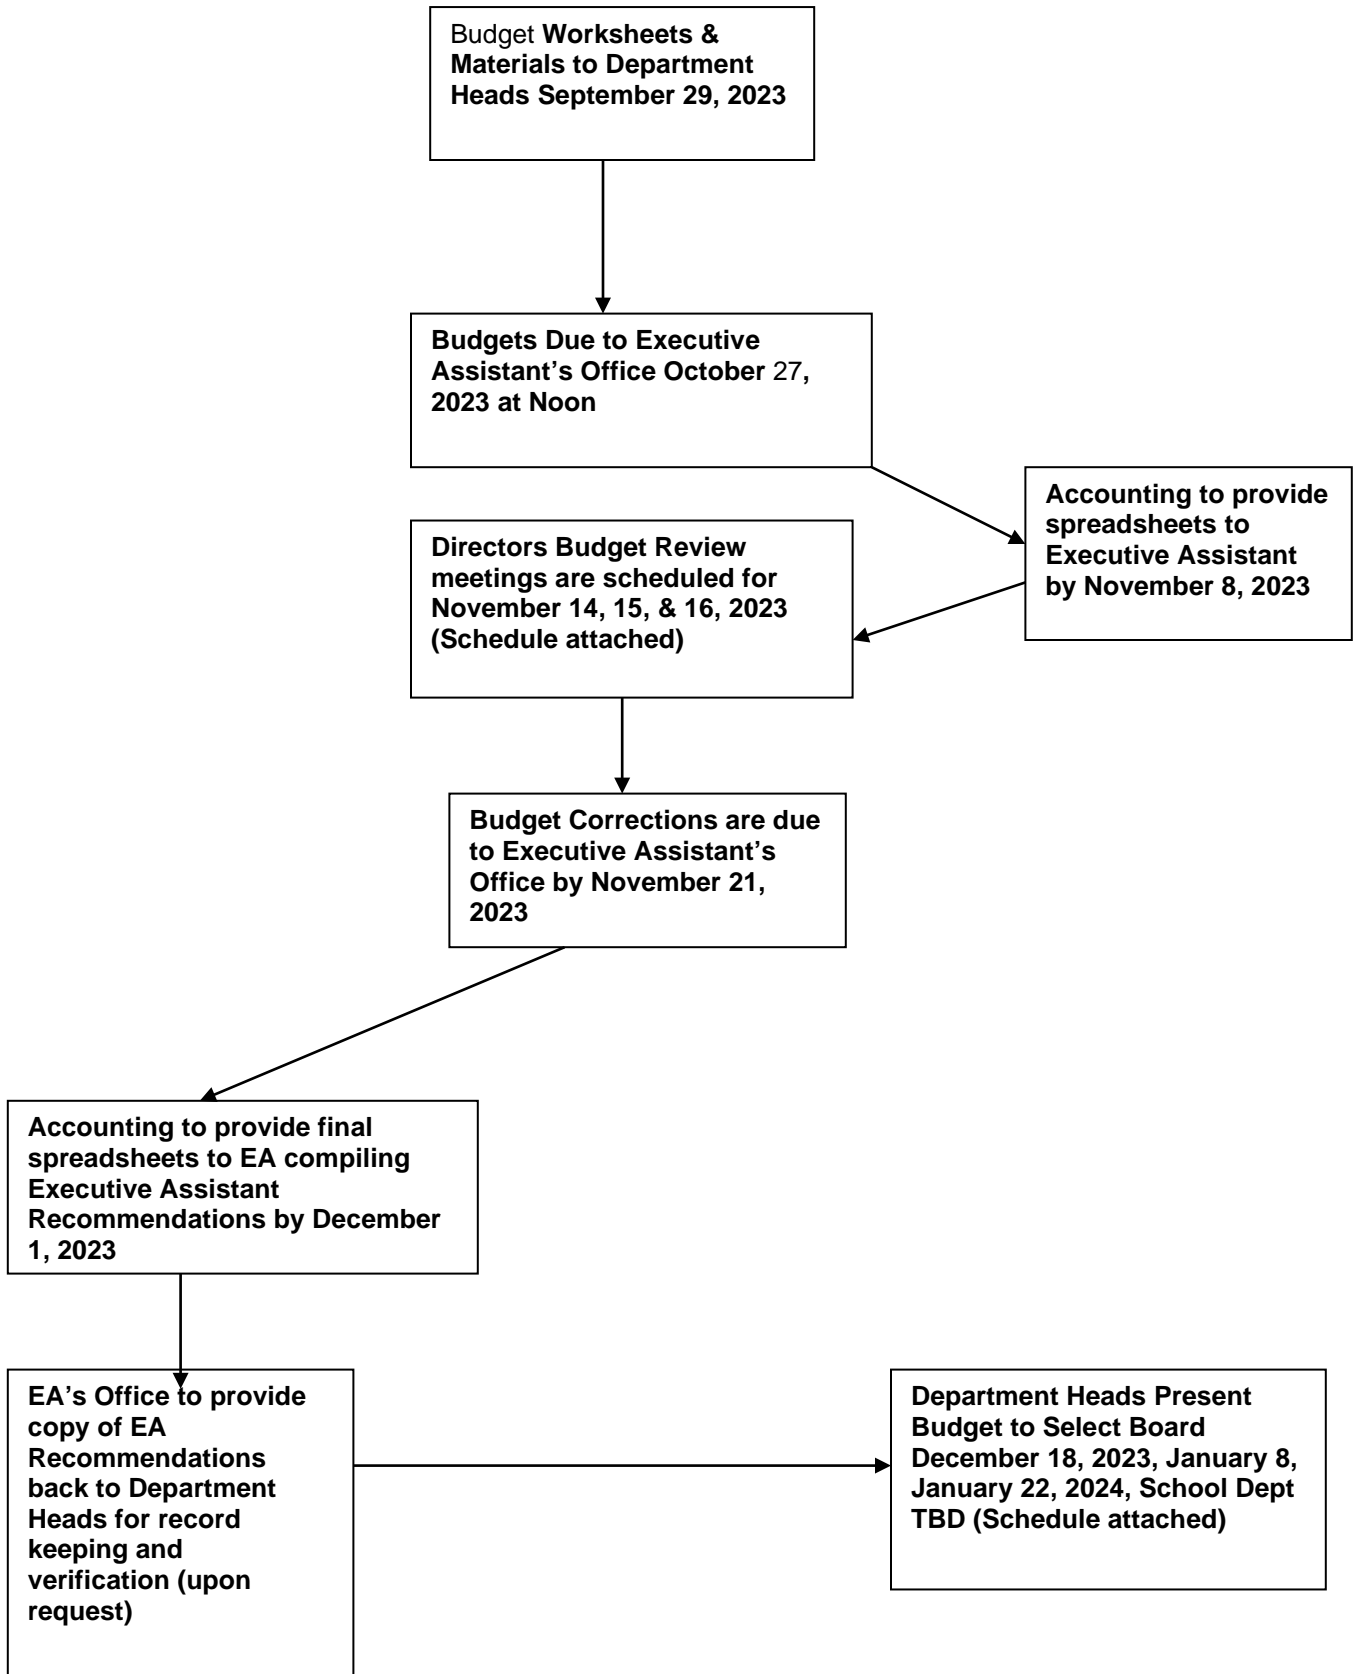 Budget Worksheets &
Materials to Department
Heads September 29, 2023
Budgets Due to Executive
Assistant’s Office October 27,
2023 at Noon
Accounting to provide
spreadsheets to
Executive Assistant
by November 8, 2023
Directors Budget Review
meetings are scheduled for
November 14, 15, & 16, 2023
(Schedule attached)
Budget Corrections are due
to Executive Assistant’s
Office by November 21,
2023
Accounting to provide final
spreadsheets to EA compiling
Executive Assistant
Recommendations by December
1, 2023
EA’s Office to provide
copy of EA
Recommendations
back to Department
Heads for record
keeping and
verification (upon
request)
Department Heads Present
Budget to Select Board
December 18, 2023, January 8,
January 22, 2024, School Dept
TBD (Schedule attached)